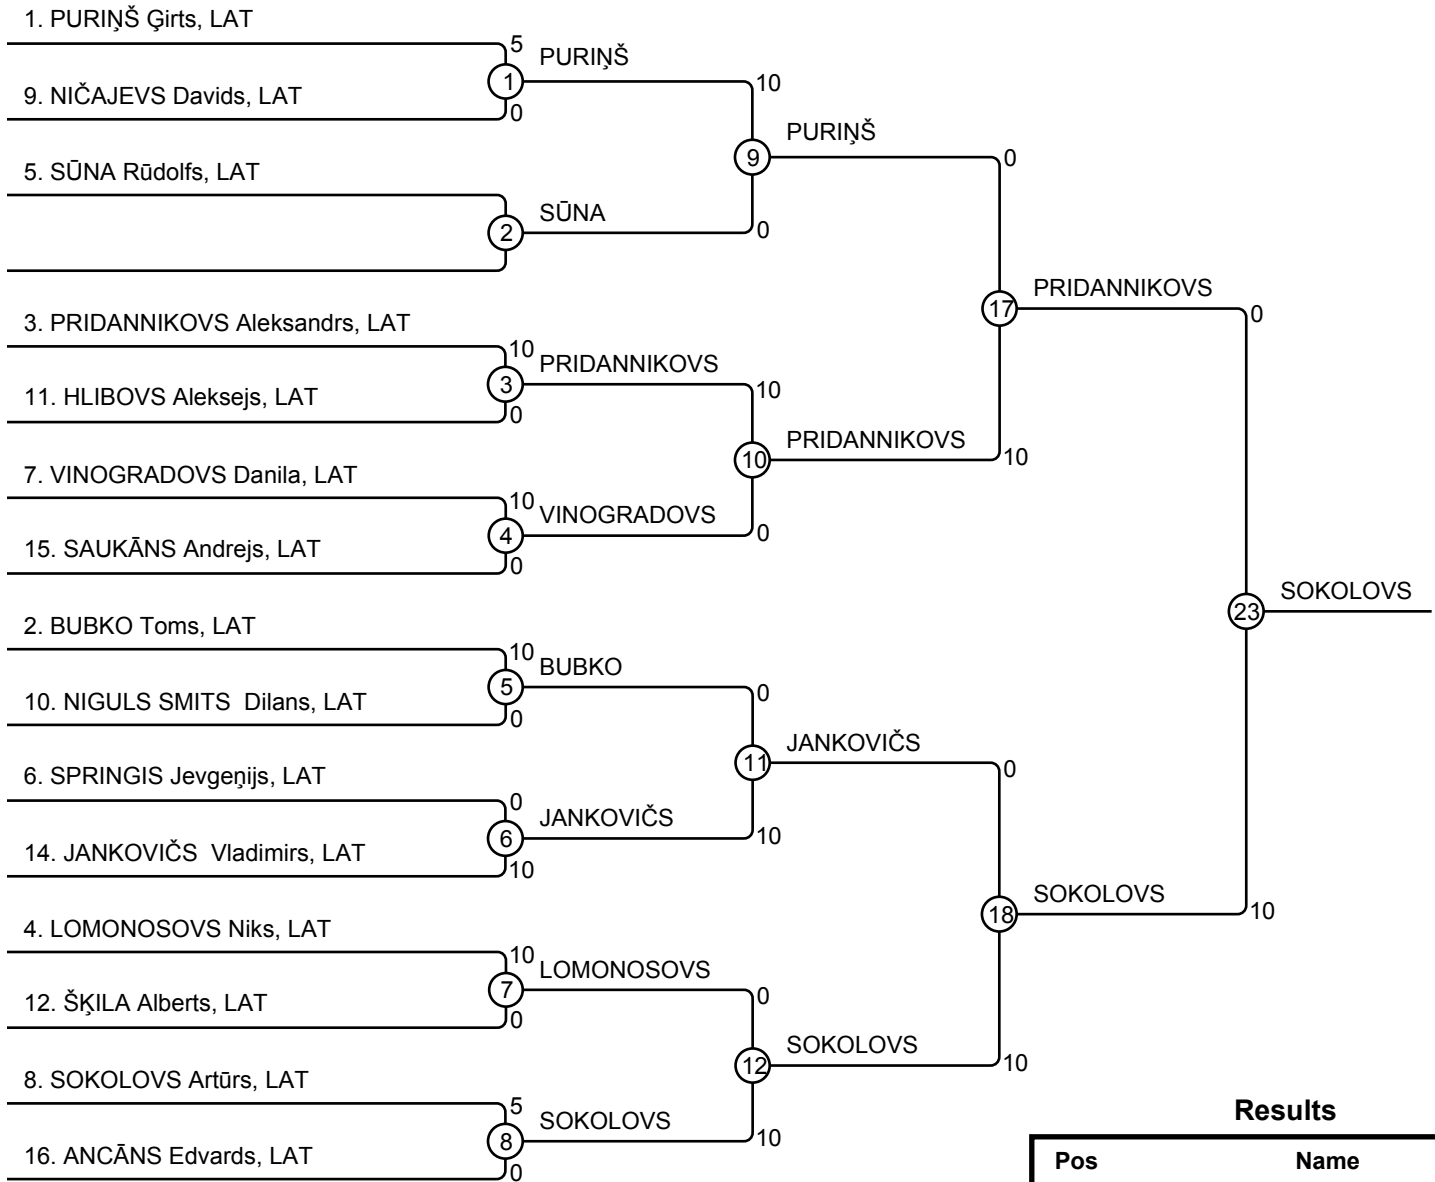 1. PURIŅŠ Ģirts, LAT
5
PURIŅŠ
1
10
9. NIČAJEVS Davids, LAT
0
PURIŅŠ
9
0
5. SŪNA Rūdolfs, LAT
SŪNA
2
0
17
PRIDANNIKOVS
0
3. PRIDANNIKOVS Aleksandrs, LAT
10
PRIDANNIKOVS
3
10
11. HLIBOVS Aleksejs, LAT
0
PRIDANNIKOVS
10
10
7. VINOGRADOVS Danila, LAT
10
VINOGRADOVS
4
0
15. SAUKĀNS Andrejs, LAT
0
SOKOLOVS
23
2. BUBKO Toms, LAT
10
BUBKO
5
0
10. NIGULS SMITS  Dilans, LAT
0
JANKOVIČS
11
0
6. SPRINGIS Jevgeņijs, LAT
0
JANKOVIČS
6
10
14. JANKOVIČS  Vladimirs, LAT
10
SOKOLOVS
18
10
4. LOMONOSOVS Niks, LAT
10
LOMONOSOVS
7
0
12. ŠĶILA Alberts, LAT
0
SOKOLOVS
12
10
8. SOKOLOVS Artūrs, LAT
5
SOKOLOVS
8
10
16. ANCĀNS Edvards, LAT
0
Results
Pos Name